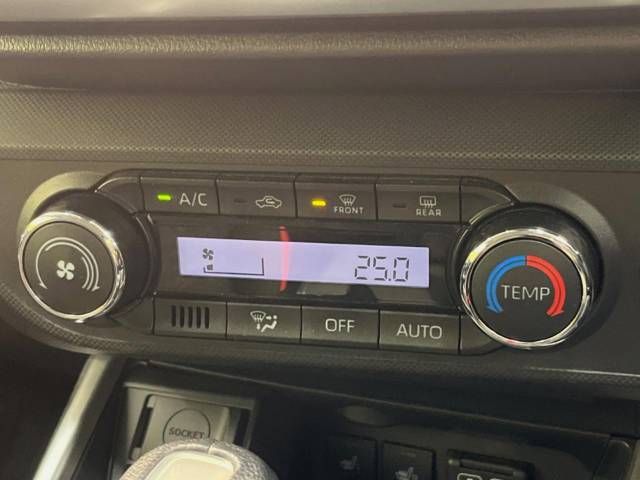 A/C
FRONT
REAR
25.0
TEMP
OFF
AUTO
SOCKET